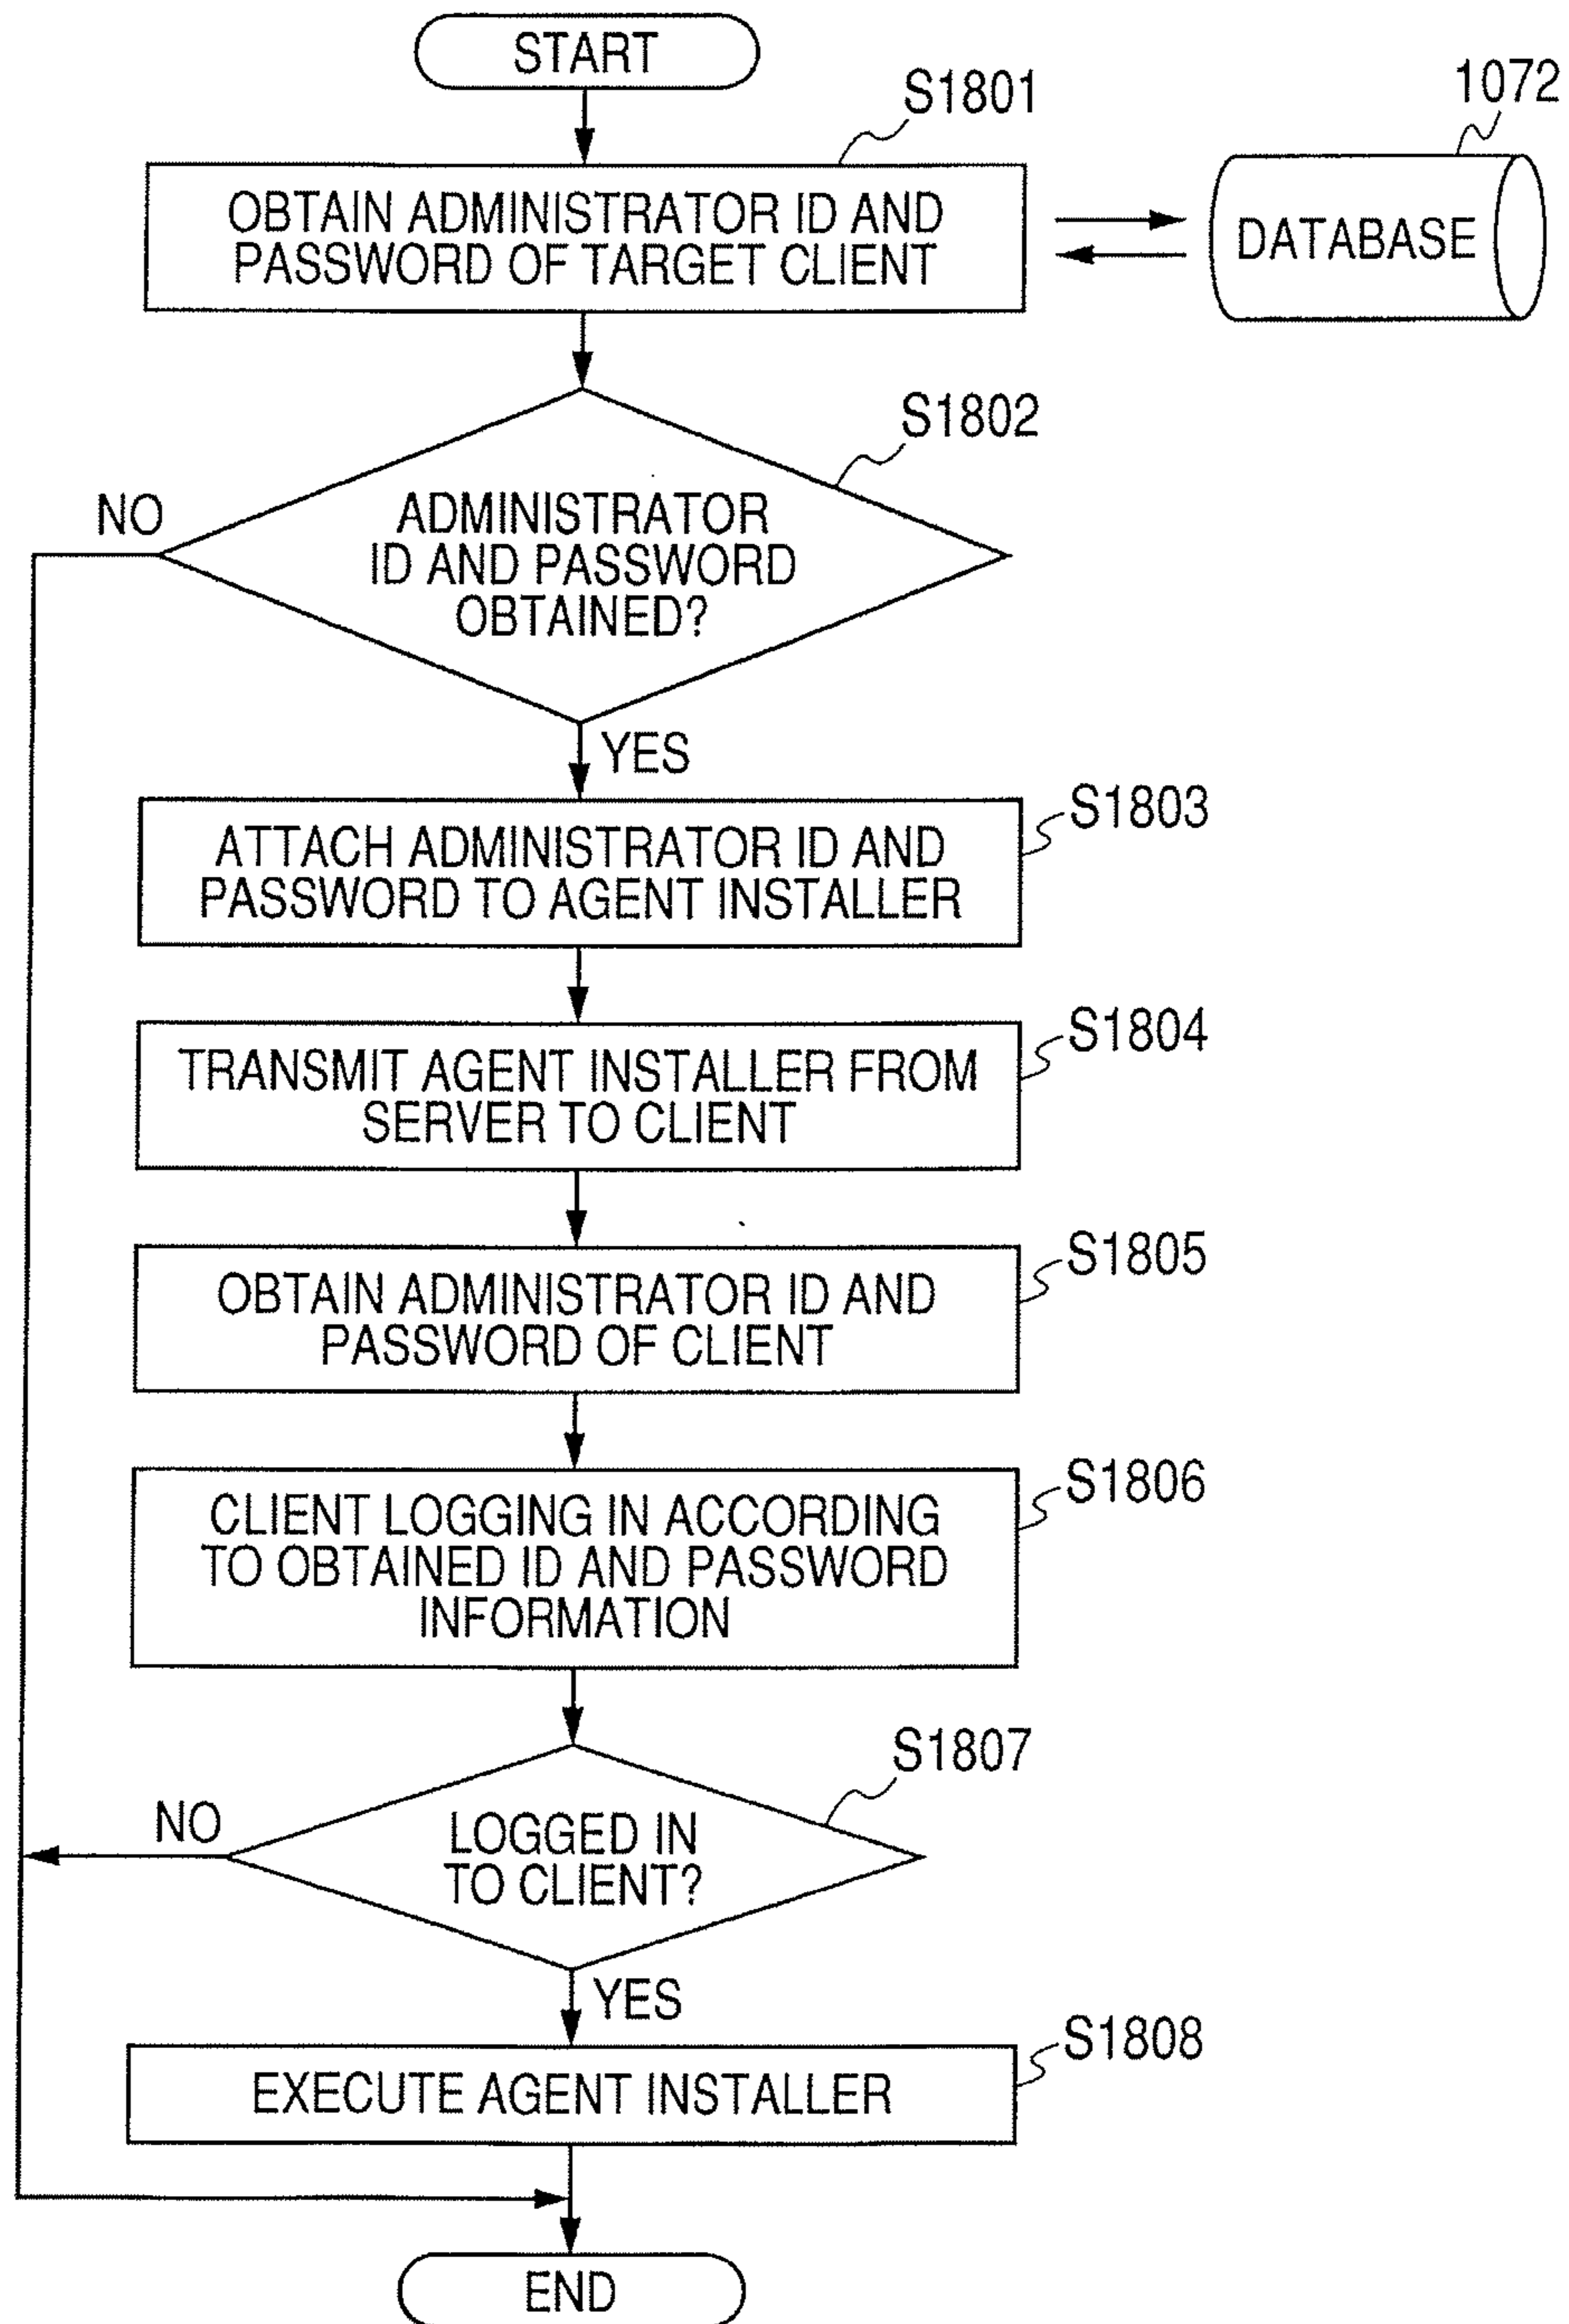 START
S1801
1072
OBTAIN ADMINISTRATOR ID AND
PASSWORD OF TARGET CLIENT
DATABASE
S1802
NO
ADMINISTRATOR
ID AND PASSWORD
OBTAINED?
YES
S1803
ATTACH ADMINISTRATOR ID AND
PASSWORD TO AGENT INSTALLER
S1804
TRANSMIT AGENT INSTALLER FROM
SERVER TO CLIENT
S1805
OBTAIN ADMINISTRATOR ID AND
PASSWORD OF CLIENT
S1806
CLIENT LOGGING IN ACCORDING
TO OBTAINED ID AND PASSWORD
INFORMATION
S1807
NO
LOGGED IN
TO CLIENT?
YES
S1808
EXECUTE AGENT INSTALLER
END